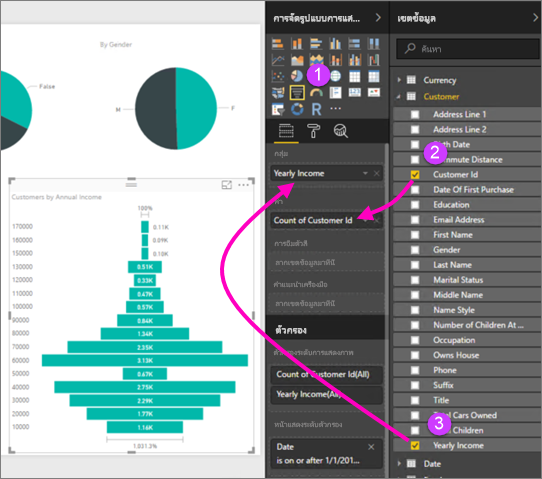 By Gender
False
M
F
Customers by Annual Income
100%
170000
0.11K
160000
0.09K
150000
0.10K
130000
0.51K
120000
0.33K
110000
0.47K
100000
0.57K
90000
0.84K
80000
1.34K
70000
2.35K
60000
3.13K
50000
0.67K
40000
2.75K
30000
2.29K
20000
1.77K
10000
1.16K
1,031.3%
การจัดรูปแบบการแส...
1
R
กลุ่ม
Yearly Income
ค่า
Count of Customer Id
การอิ่มตัวสี
ลากเขตข้อมูลมาที่นี่
คำแนะนำเครื่องมือ
ลากเขตข้อมูลมาที่นี่
ตัวกรอง
ตัวกรองระดับการแสดงภาพ
Count of Customer Id(All)
Yearly Income(All)
หน้าแสดงระดับตัวกรอง
Date
is on or after 1/1/201...
เขตข้อมูล
ค้นหา
Currency
Customer
Address Line 1
Address Line 2
Date
2
Distance
Customer Id
Date Of First Purchase
Education
Email Address
First Name
Gender
Last Name
Marital Status
Middle Name
Name Style
Number of Children At ...
Occupation
Owns House
Phone
Suffix
Title
Cars Owned
3
Children
Yearly Income
Date